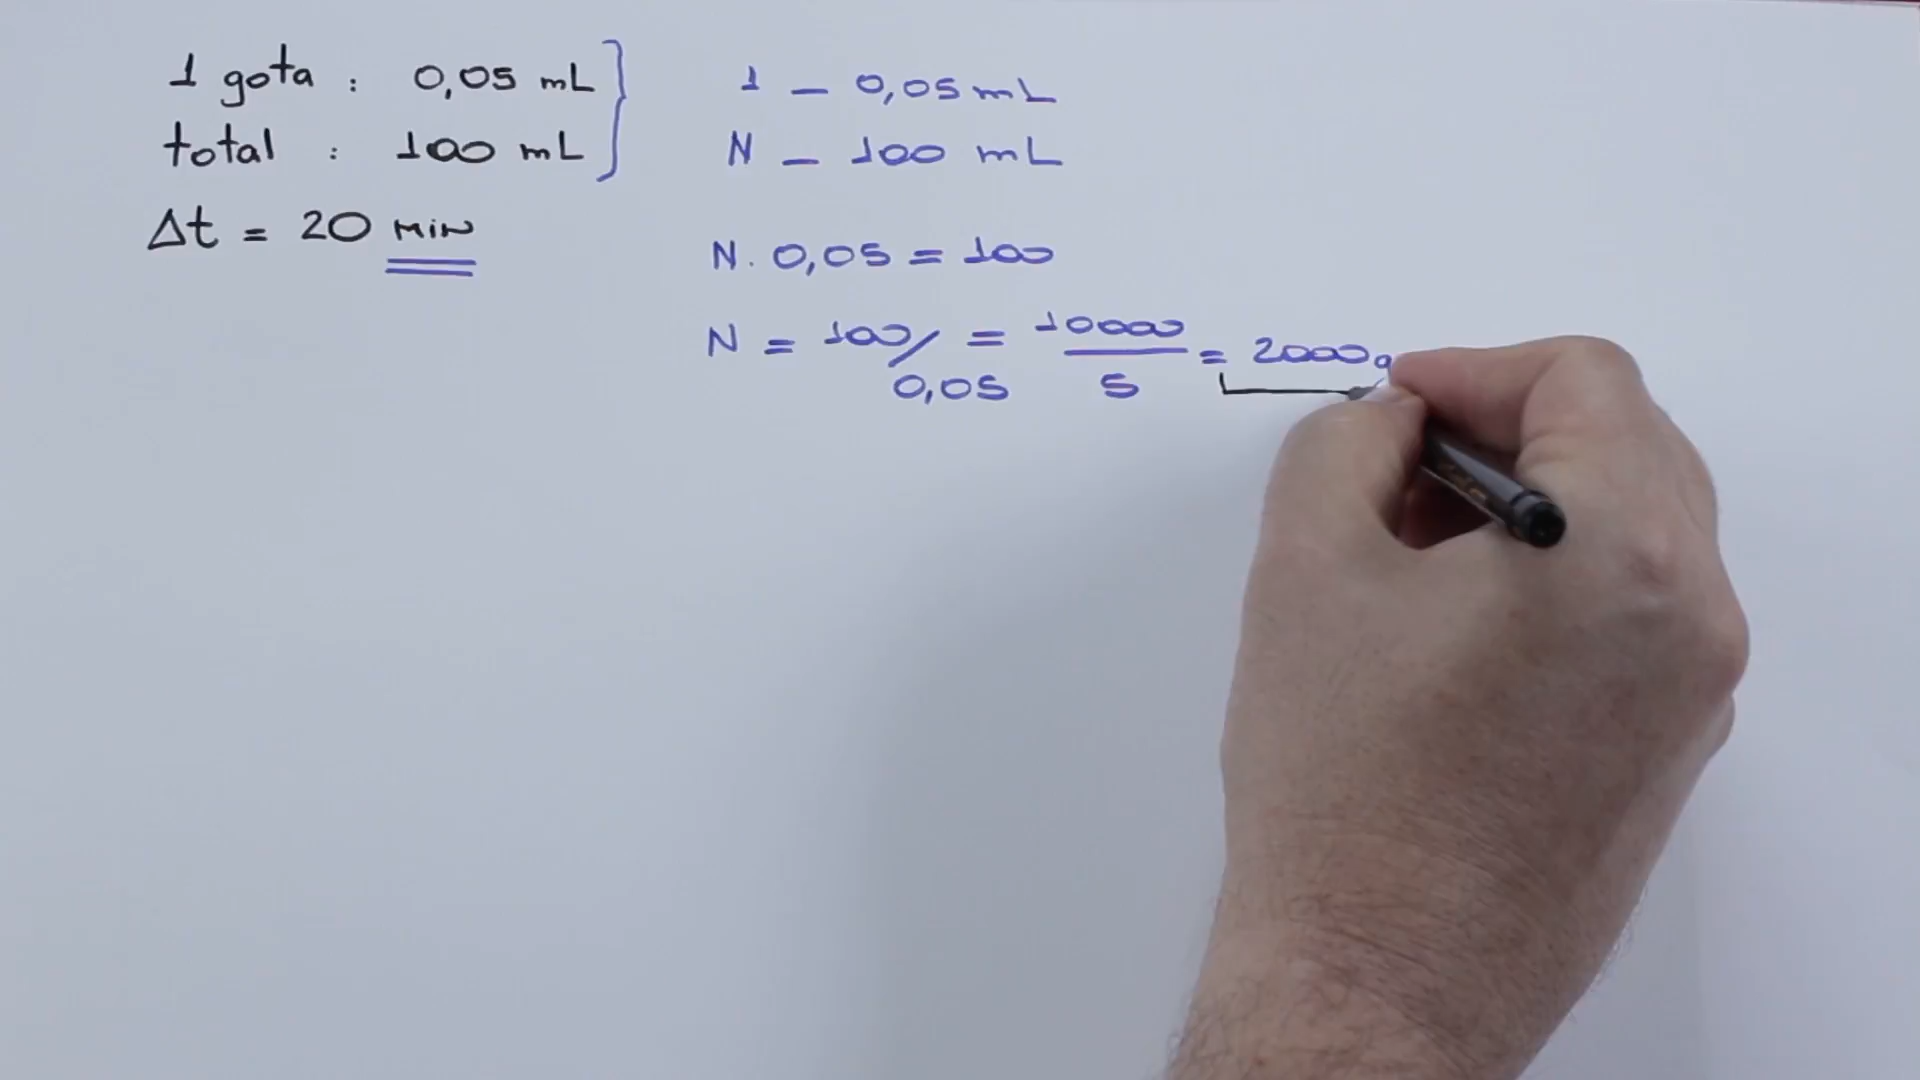 1 gota : 0,05 mL
total : 100 mL
Δt = 20 min
1 – 0,05 mL
N – 100 mL
N. 0,05 = 100
N = 100/0,05 = 10000/5 = 2000g